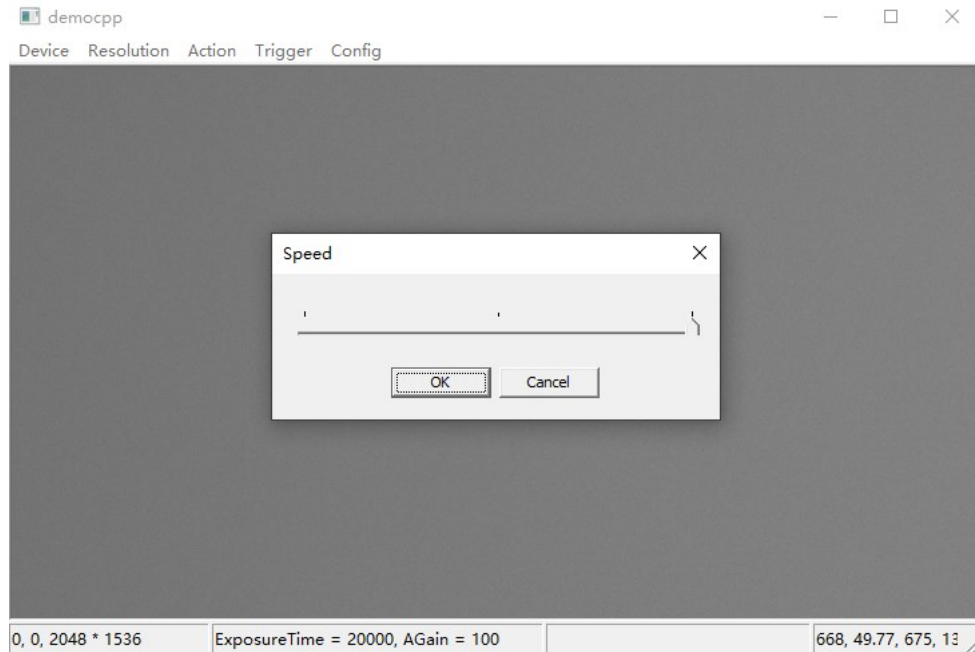 democpp
Device Resolution Action Trigger Config
Speed
OK Cancel
0, 0, 2048 * 1536 ExposureTime = 20000, AGain = 100 668, 49.77, 675, 13